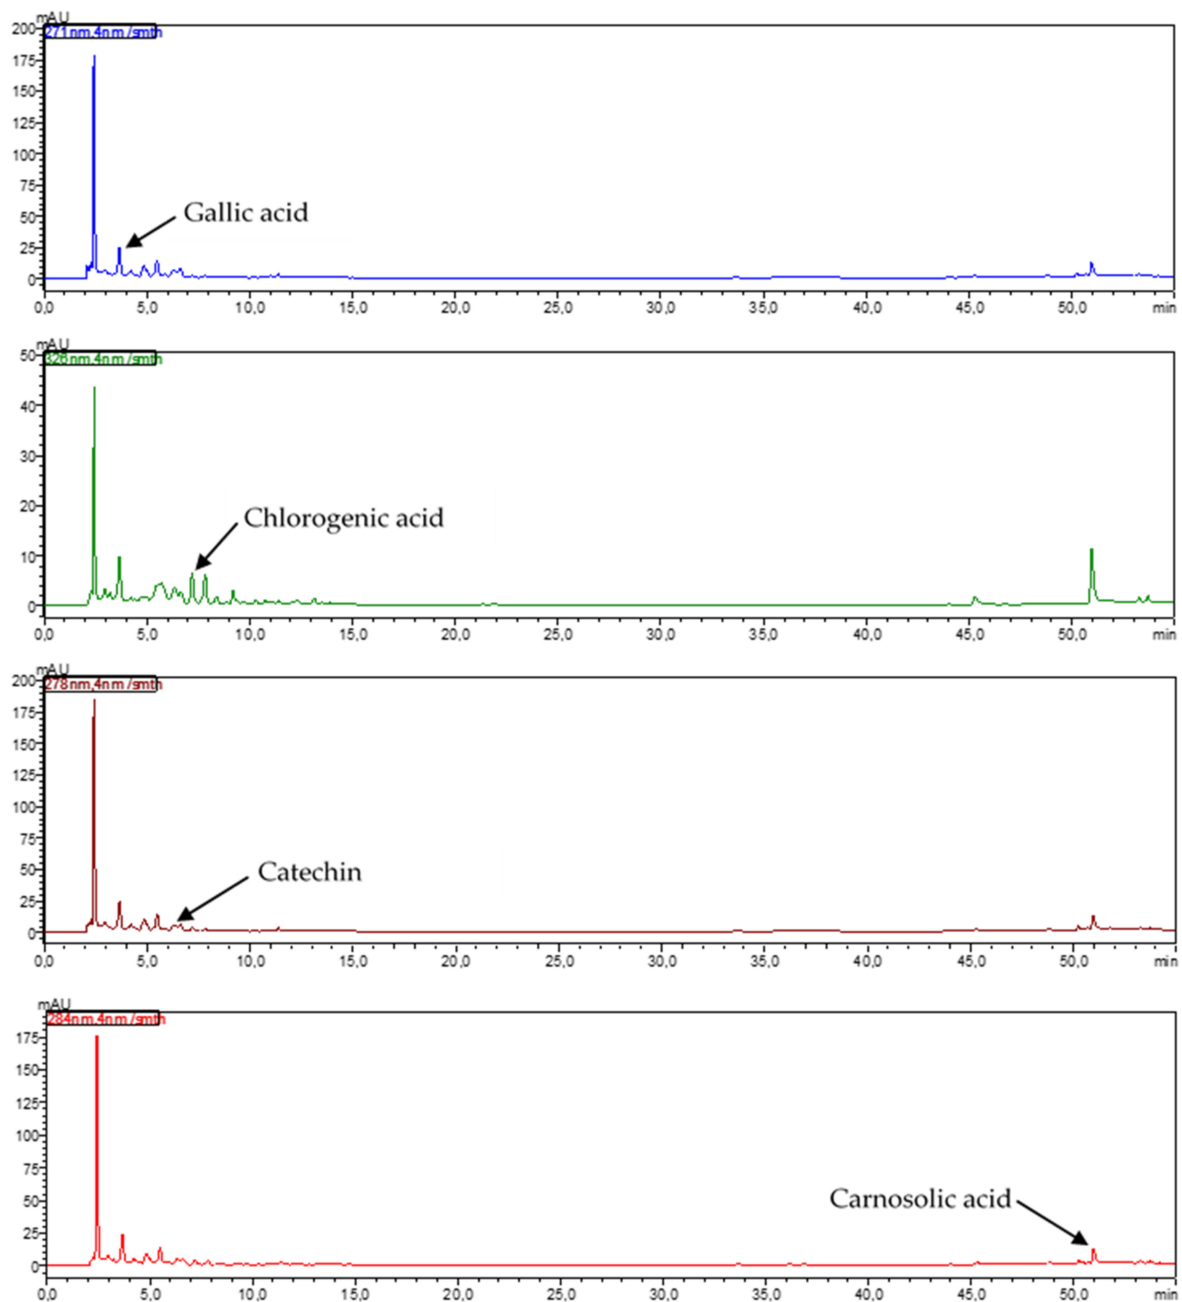 mAU
271nm,4nm/smth
200
175
150
125
100
75
50
25
0
Gallic acid
0,0 5,0 10,0 15,0 20,0 25,0 30,0 35,0 40,0 45,0 50,0 min
mAU
326nm,4nm/smth
50
40
30
20
10
0
Chlorogenic acid
0,0 5,0 10,0 15,0 20,0 25,0 30,0 35,0 40,0 45,0 50,0 min
mAU
278nm,4nm/smth
200
175
150
125
100
75
50
25
0
Catechin
0,0 5,0 10,0 15,0 20,0 25,0 30,0 35,0 40,0 45,0 50,0 min
mAU
284nm,4nm/smth
175
150
125
100
75
50
25
0
Carnosolic acid
0,0 5,0 10,0 15,0 20,0 25,0 30,0 35,0 40,0 45,0 50,0 min